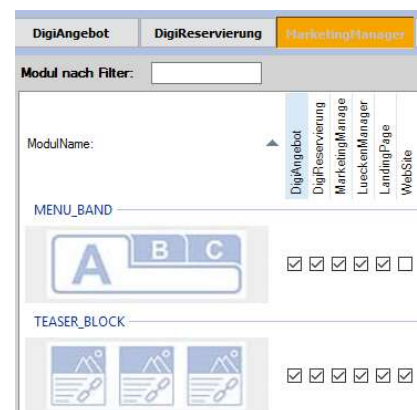 DigiAngebot DigiReservierung MarketingManager
Modul nach Filter:
ModulName:
DigiAngebot
DigiReservierung
MarketingManage
LueckenManager
LandingPage
WebSite
MENU_BAND
A B C
TEASER_BLOCK